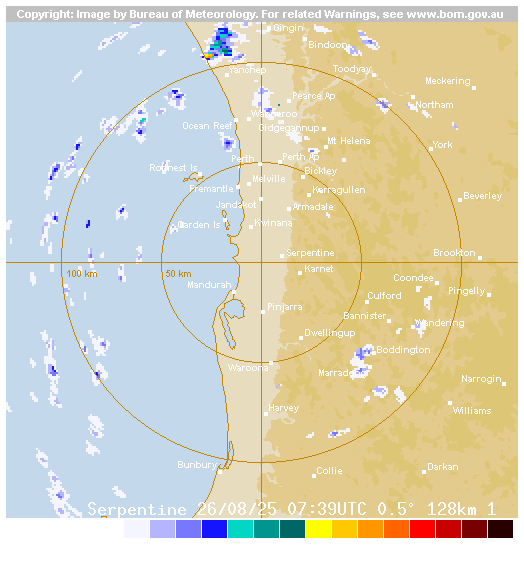 Copyright: Image by Bureau of Meteorology. For related Warnings, see www.bom.gov.au
Gingin
Bindoon
Toodyay
Yanchep
Meckering
Pearce Ap
Northam
Wanneroo
Ocean Reef
Gidgegannup
Mt Helena
York
Perth
Perth Ap
Rottnest Is
Bickley
Melville
Fremantle
Karragullen
Beverley
Jandakot
Armadale
Garden Is
Kwinana
Serpentine
Brookton
100 km
50 km
Karnet
Coondee
Mandurah
Pingelly
Culford
Pinjarra
Bannister
Wandering
Dwellingup
Boddington
Waroona
Narrogin
Harvey
Williams
Bunbury
Collie
Darkan
Serpentine 26/08/25 07:39UTC 0.5° 128km 1